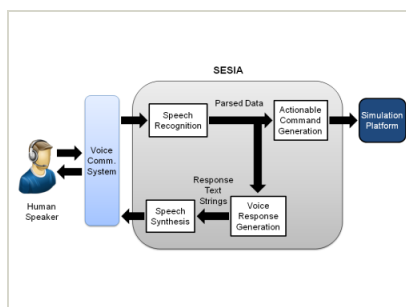 SESIA
Parsed Data
Speech
Recognition
Actionable
Command
Generation
Simulation
Platform
Voice
Comm.
System
Human
Speaker
Response
Text
Strings
Speech
Synthesis
Voice
Response
Generation